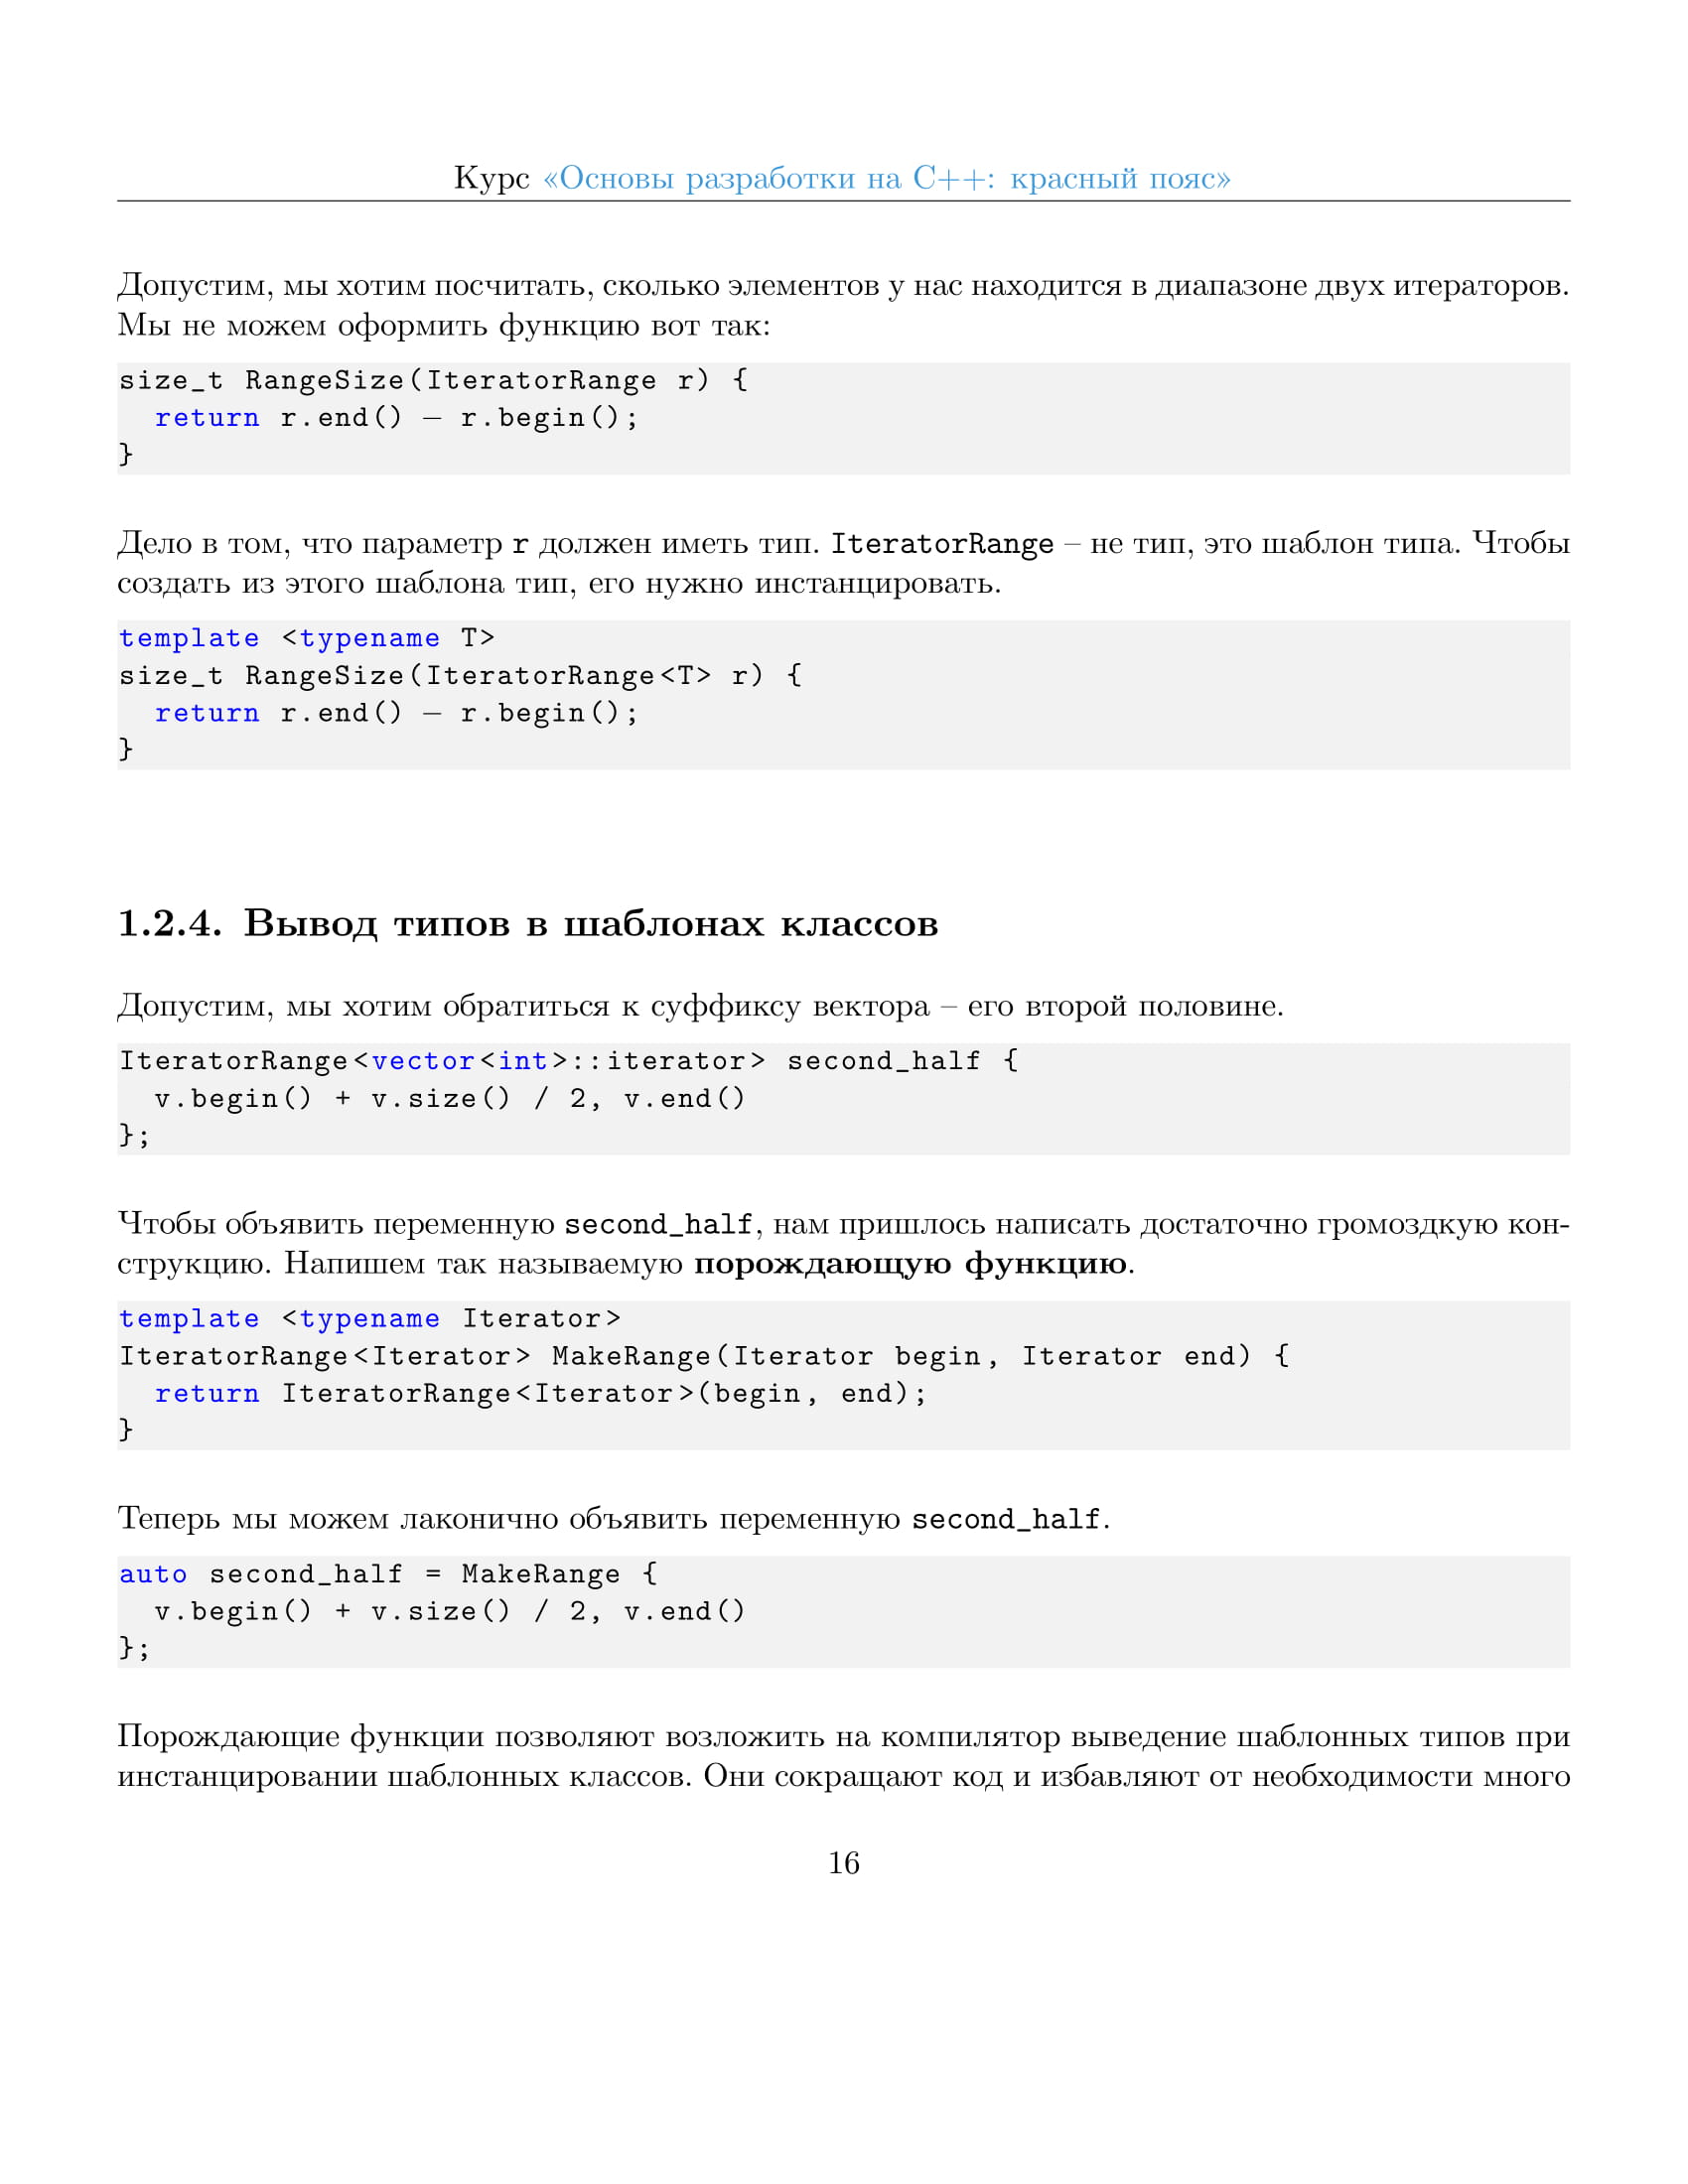 Курс «Основы разработки на C++: красный пояс»
Допустим, мы хотим посчитать, сколько элементов у нас находится в диапазоне двух итераторов.
Мы не можем оформить функцию вот так:
size_t RangeSize(IteratorRange r) {
  return r.end() − r.begin();
}
Дело в том, что параметр r должен иметь тип. IteratorRange – не тип, это шаблон типа. Чтобы
создать из этого шаблона тип, его нужно инстанцировать.
template <typename T>
size_t RangeSize(IteratorRange<T> r) {
  return r.end() − r.begin();
}
1.2.4. Вывод типов в шаблонах классов
Допустим, мы хотим обратиться к суффиксу вектора – его второй половине.
IteratorRange<vector<int>::iterator> second_half {
  v.begin() + v.size() / 2, v.end()
};
Чтобы объявить переменную second_half, нам пришлось написать достаточно громоздкую кон-
струкцию. Напишем так называемую порождающую функцию.
template <typename Iterator>
IteratorRange<Iterator> MakeRange(Iterator begin, Iterator end) {
  return IteratorRange<Iterator>(begin, end);
}
Теперь мы можем лаконично объявить переменную second_half.
auto second_half = MakeRange {
  v.begin() + v.size() / 2, v.end()
};
Порождающие функции позволяют возложить на компилятор выведение шаблонных типов при
инстанцировании шаблонных классов. Они сокращают код и избавляют от необходимости много
16